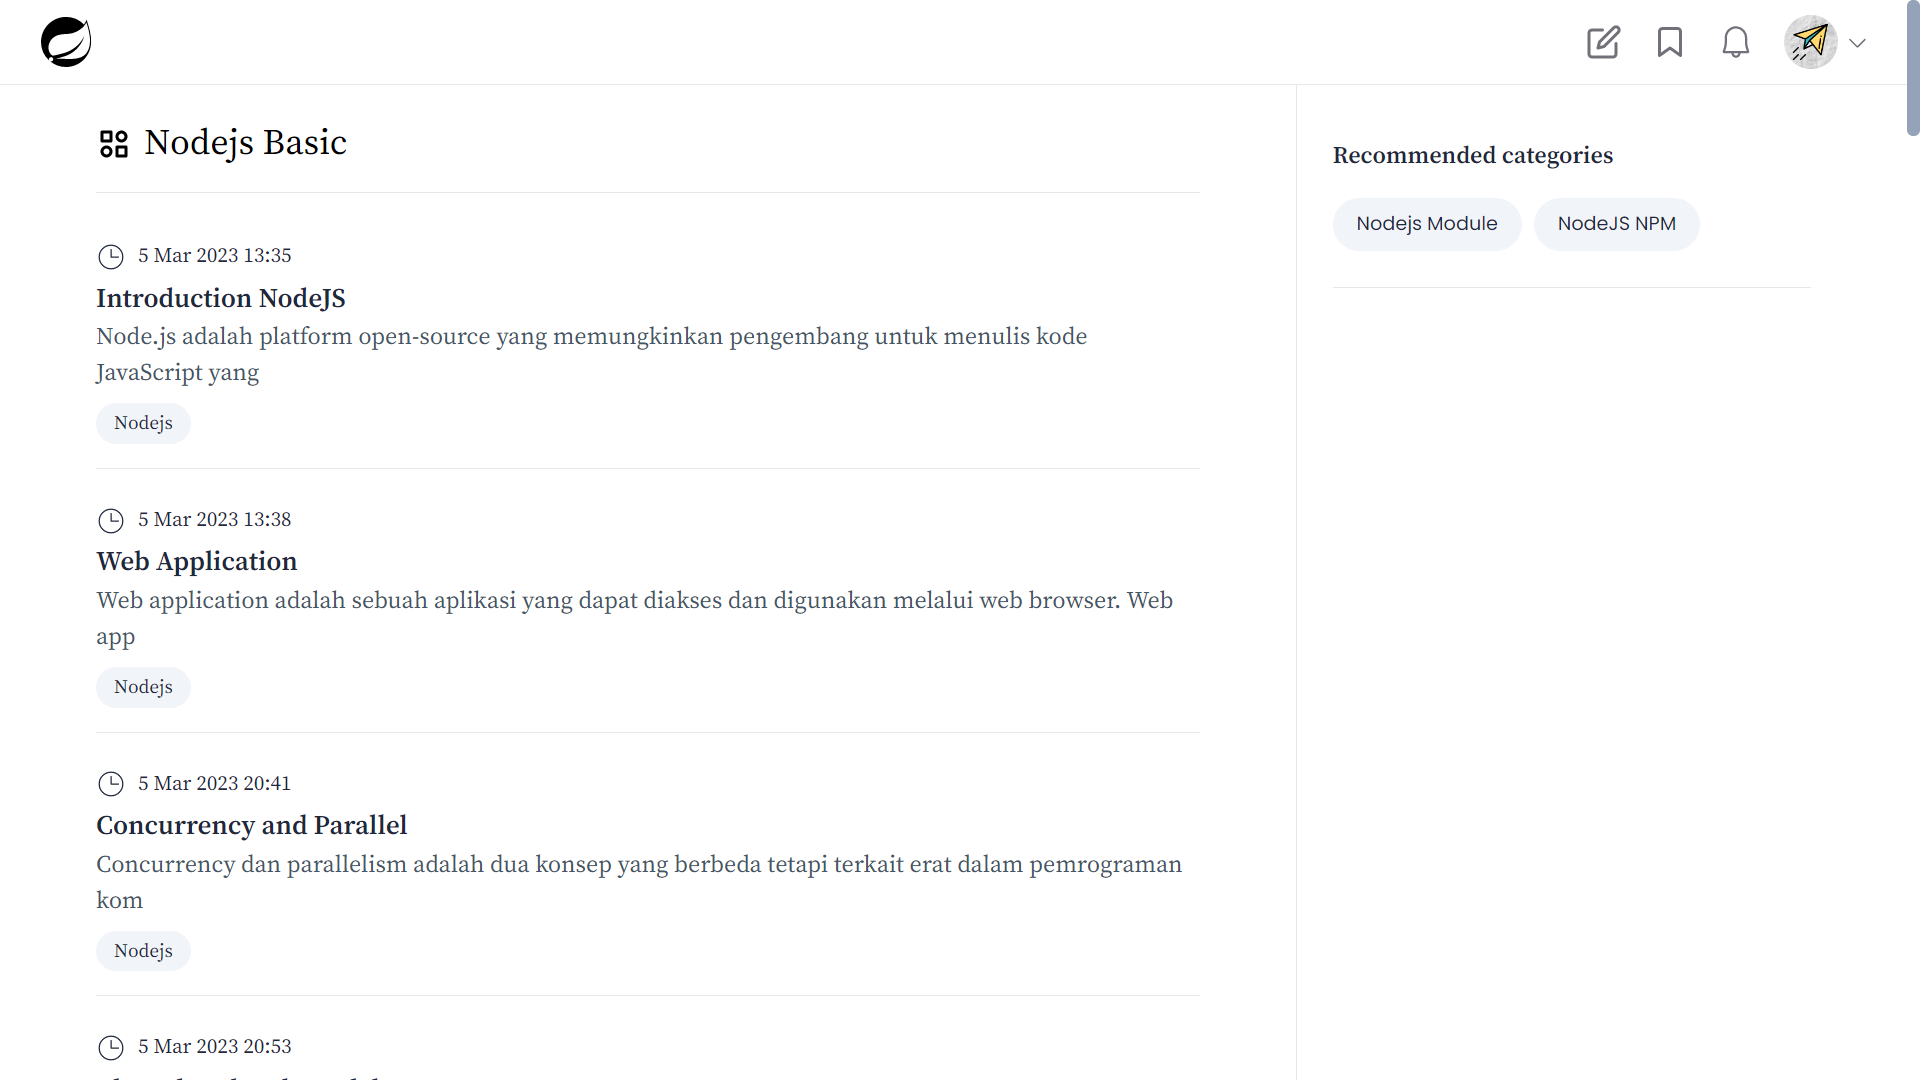 Nodejs Basic
5 Mar 2023 13:35
Introduction NodeJS
Node.js adalah platform open-source yang memungkinkan pengembang untuk menulis kode
JavaScript yang
Nodejs
5 Mar 2023 13:38
Web Application
Web application adalah sebuah aplikasi yang dapat diakses dan digunakan melalui web browser. Web
app
Nodejs
5 Mar 2023 20:41
Concurrency and Parallel
Concurrency dan parallelism adalah dua konsep yang berbeda tetapi terkait erat dalam pemrograman
kom
Nodejs
5 Mar 2023 20:53
Recommended categories
Nodejs Module
NodeJS NPM